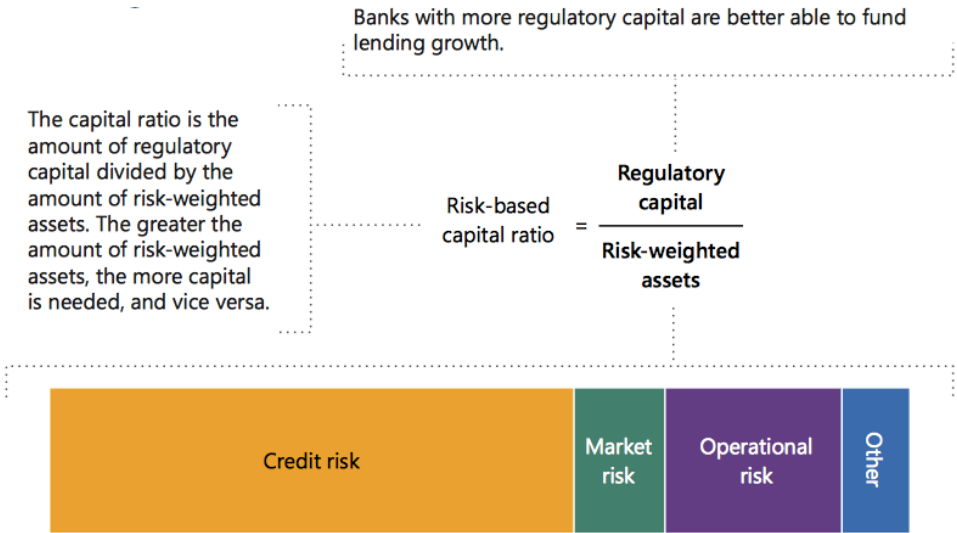 Banks with more regulatory capital are better able to fund
lending growth.
The capital ratio is the
amount of regulatory
capital divided by the
amount of risk-weighted
assets. The greater the
amount of risk-weighted
assets, the more capital
is needed, and vice versa.
Risk-based
capital ratio
=
Regulatory
capital
Risk-weighted
assets
Credit risk
Market
risk
Operational
risk
Other